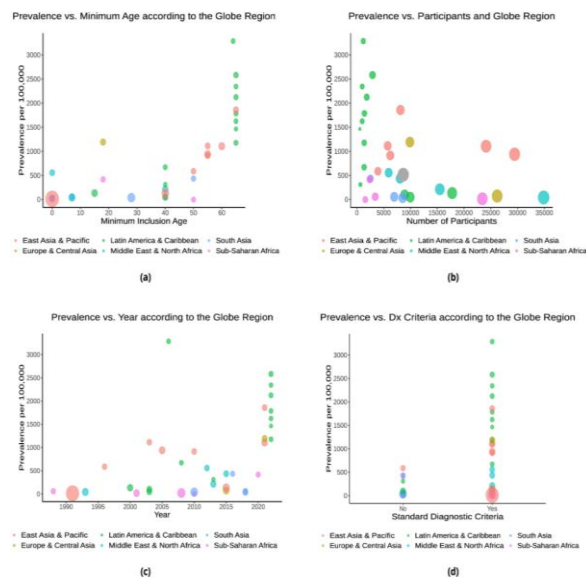 Prevalence vs. Minimum Age according to the Globe Region
Prevalence per 100,000
3000
2500
2000
1500
1000
500
0
0 10 20 30 40 50 60
Minimum Inclusion Age
East Asia & Pacific Latin America & Caribbean South Asia
Europe & Central Asia Middle East & North Africa Sub-Saharan Africa
(a)
Prevalence vs. Participants and Globe Region
Prevalence per 100,000
3000
2500
2000
1500
1000
500
0
0 5000 10000 15000 20000 25000 30000 35000
Number of Participants
East Asia & Pacific Latin America & Caribbean South Asia
Europe & Central Asia Middle East & North Africa Sub-Saharan Africa
(b)
Prevalence vs. Year according to the Globe Region
Prevalence per 100,000
3000
2500
2000
1500
1000
500
0
1990 1995 2000 2005 2010 2015 2020
Year
East Asia & Pacific Latin America & Caribbean South Asia
Europe & Central Asia Middle East & North Africa Sub-Saharan Africa
(c)
Prevalence vs. Dx Criteria according to the Globe Region
Prevalence per 100,000
3000
2500
2000
1500
1000
500
0
No Yes
Standard Diagnostic Criteria
East Asia & Pacific Latin America & Caribbean South Asia
Europe & Central Asia Middle East & North Africa Sub-Saharan Africa
(d)